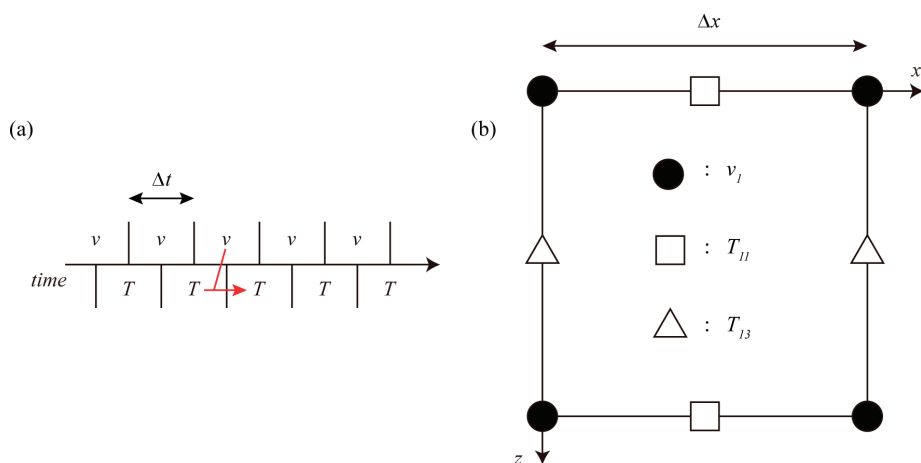 (a)
Δt
v v v v v
time
T T T T T
(b)
Δx
x
: v₁
: T₁₁
: T₁₃
z